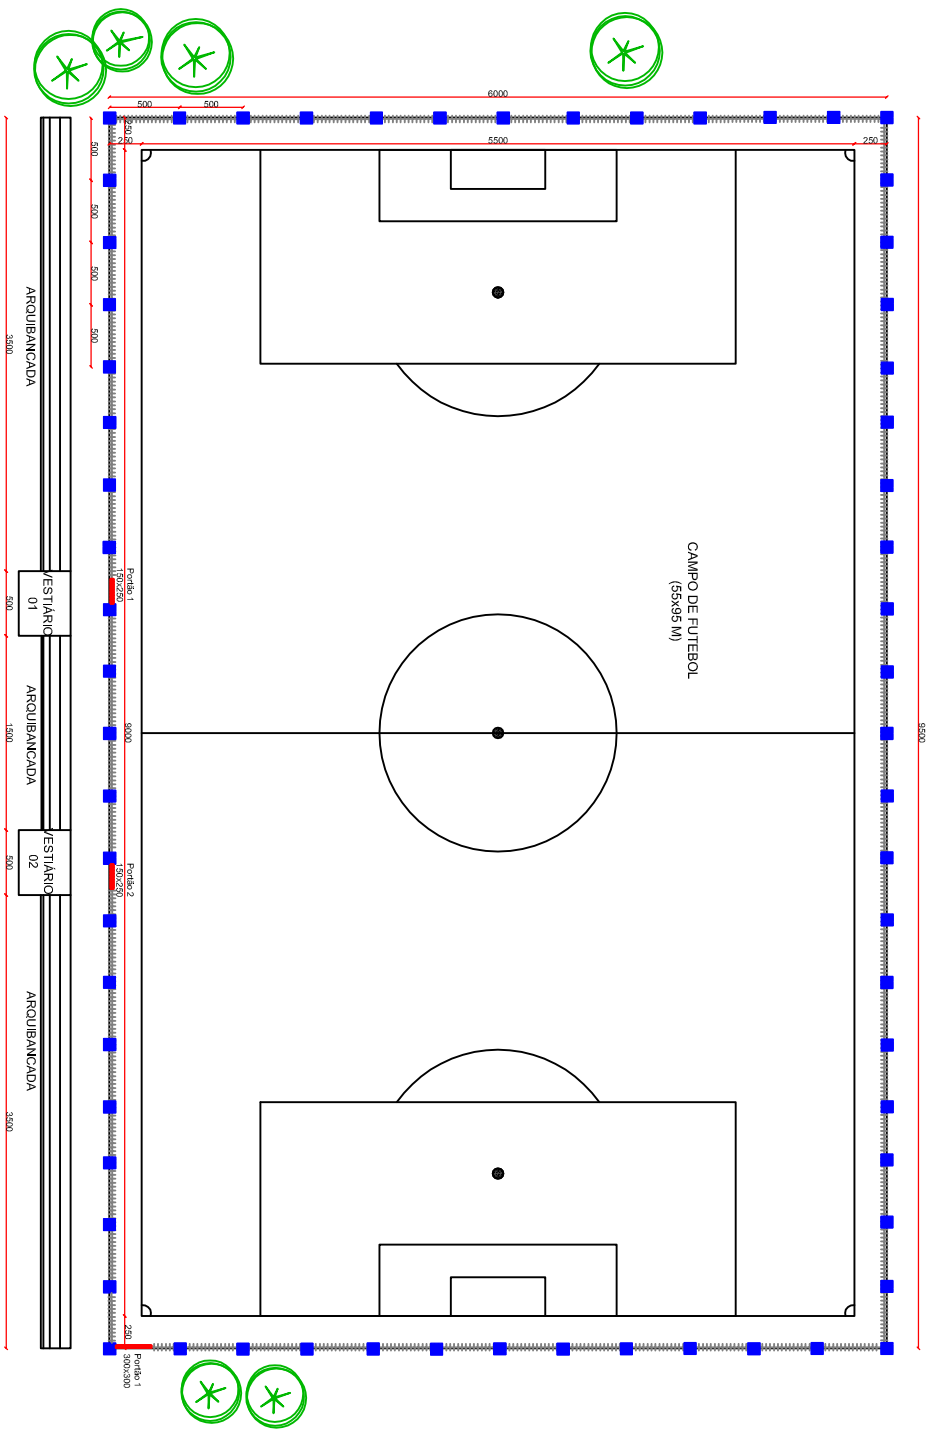 6000
500
500
250
250
5500
250
500
500
500
500
ARQUIBANCADA
3500
CAMPO DE FUTEBOL
(55x95 M)
Portão 1
150x250
VESTIÁRIO
01
500
ARQUIBANCADA
1500
9000
9500
VESTIÁRIO
02
500
Portão 2
150x250
ARQUIBANCADA
3500
250
Portão 1
300x300